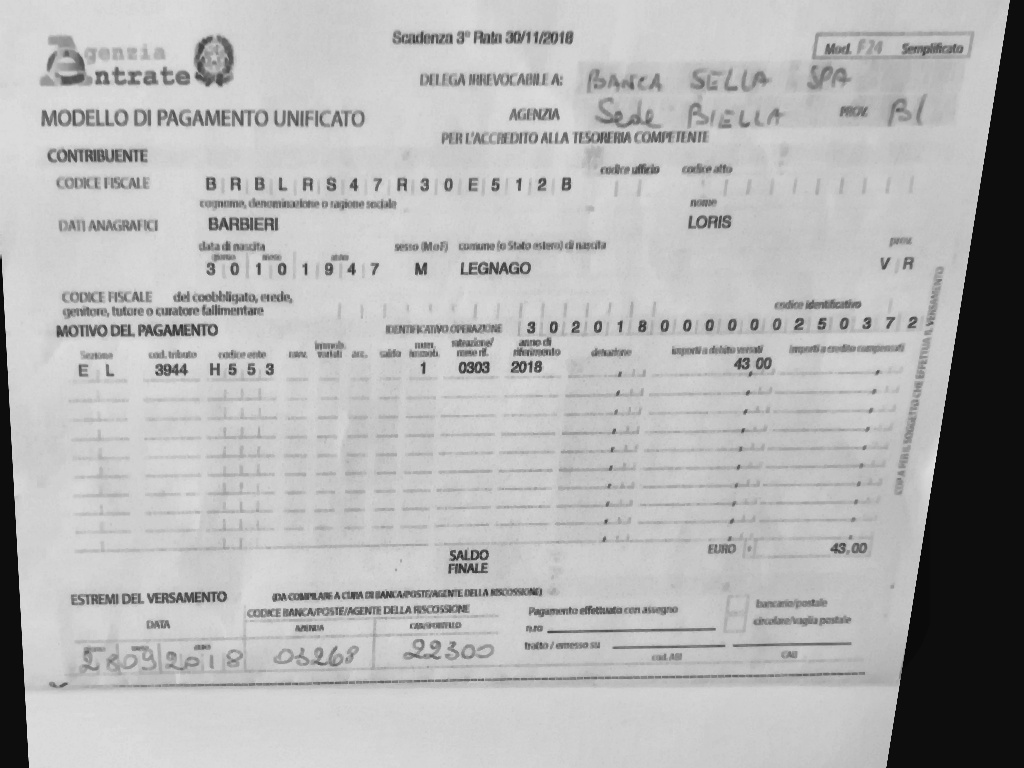 Agenzia Entrate
Scadenza 3° Rata 30/11/2018
Mod. F24 Semplificato
DELEGA IRREVOCABILE A: BANCA SELLA SPA
MODELLO DI PAGAMENTO UNIFICATO
AGENZIA Sede BIELLA PROV. BI
PER L'ACCREDITO ALLA TESORERIA COMPETENTE
CONTRIBUENTE
codice ufficio codice atto
CODICE FISCALE B R B L R S 4 7 R 3 0 E 5 1 2 B
cognome, denominazione o ragione sociale nome
DATI ANAGRAFICI BARBIERI LORIS
data di nascita sesso (M o F) comune (o Stato estero) di nascita prov.
giorno mese anno
3 0 1 0 1 9 4 7 M LEGNAGO V R
CODICE FISCALE del coobbligato, erede,
genitore, tutore o curatore fallimentare codice identificativo
MOTIVO DEL PAGAMENTO IDENTIFICATIVO OPERAZIONE 3 0 2 0 1 8 0 0 0 0 0 0 2 5 0 3 7 2
Sezione cod. tributo codice ente ravv. immob. variati acc. saldo num. immob. rateazione/ mese rif. anno di riferimento detrazione importi a debito versati importi a credito compensati
E L 3944 H 5 5 3 1 0303 2018 43 00
SALDO
FINALE
EURO + 43,00
COPIA PER IL SOGGETTO CHE EFFETTUA IL VERSAMENTO
ESTREMI DEL VERSAMENTO (DA COMPILARE A CURA DI BANCA/POSTE/AGENTE DELLA RISCOSSIONE)
DATA CODICE BANCA/POSTE/AGENTE DELLA RISCOSSIONE
AZIENDA CAB/SPORTELLO
2 8 0 9 2 0 1 8 03268 22300
Pagamento effettuato con assegno bancario/postale
n.ro circolare/vaglia postale
tratto / emesso su
cod. ABI CAB